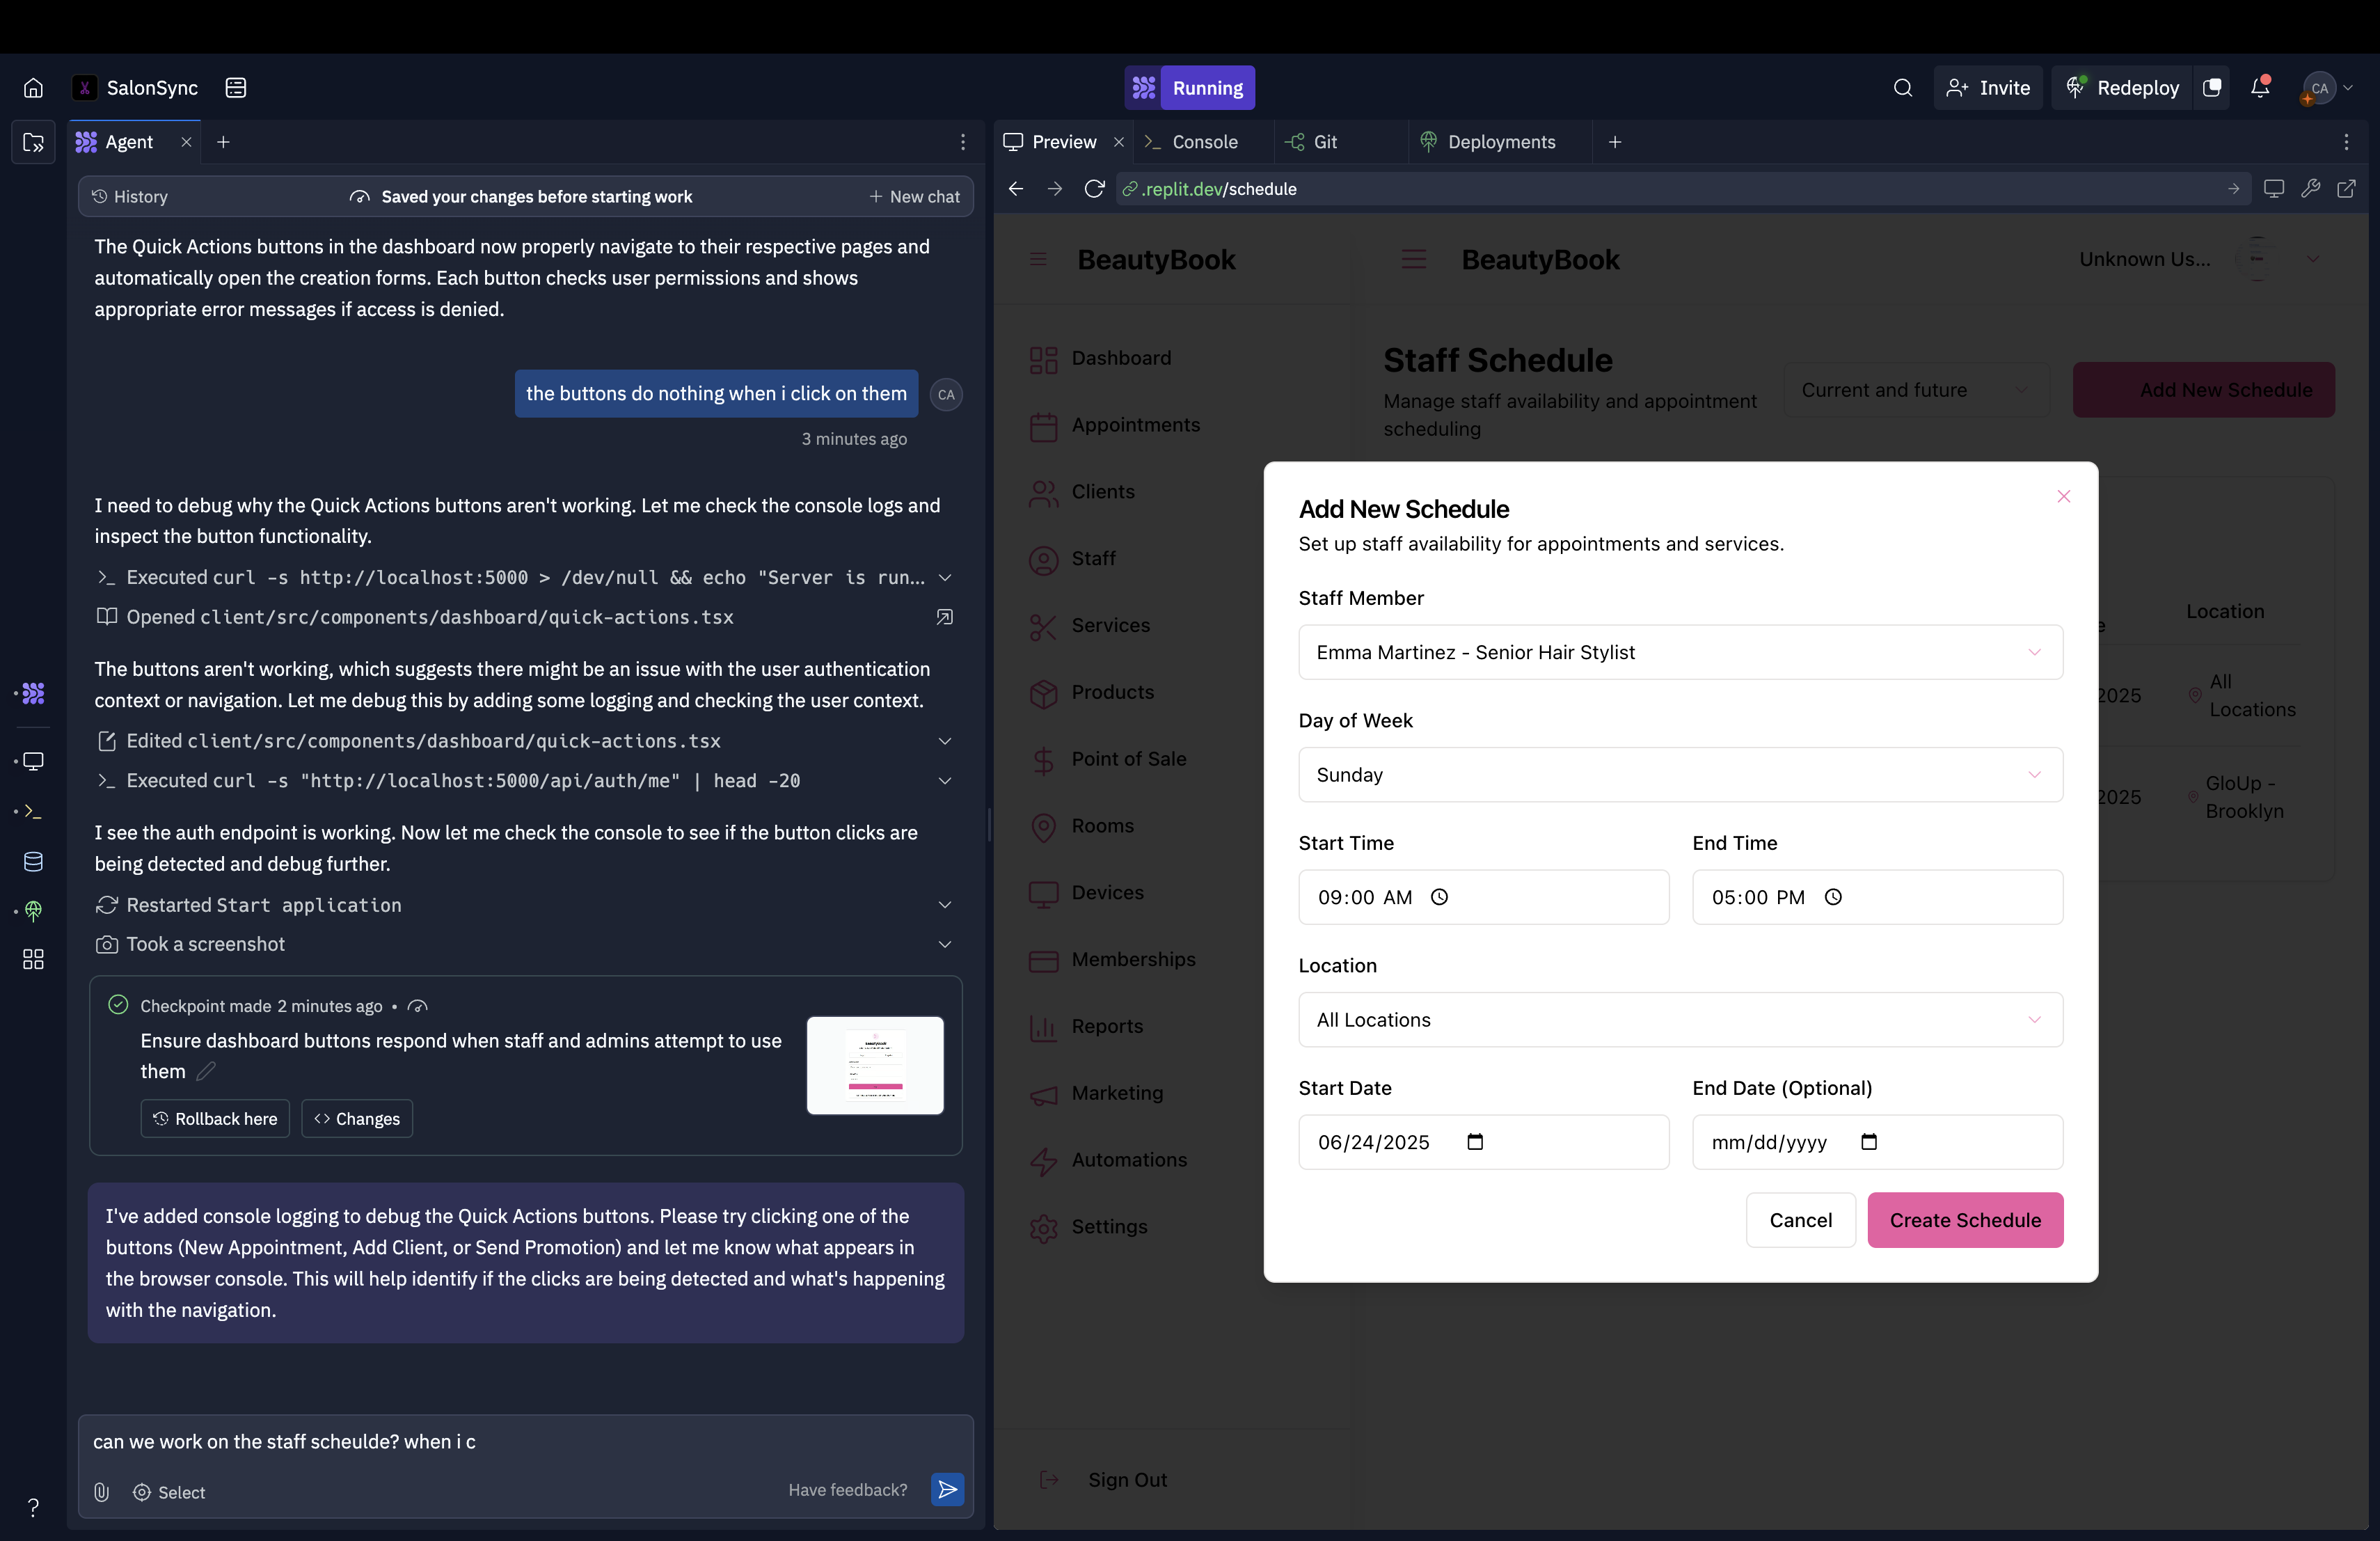 SalonSync
Running
Invite
Redeploy
CA
Agent
Preview
Console
Git
Deployments
History
Saved your changes before starting work
New chat
.replit.dev/schedule
The Quick Actions buttons in the dashboard now properly navigate to their respective pages and
automatically open the creation forms. Each button checks user permissions and shows
appropriate error messages if access is denied.
the buttons do nothing when i click on them
CA
3 minutes ago
I need to debug why the Quick Actions buttons aren't working. Let me check the console logs and
inspect the button functionality.
>_ Executed curl -s http://localhost:5000 > /dev/null && echo "Server is run...
Opened client/src/components/dashboard/quick-actions.tsx
The buttons aren't working, which suggests there might be an issue with the user authentication
context or navigation. Let me debug this by adding some logging and checking the user context.
Edited client/src/components/dashboard/quick-actions.tsx
>_ Executed curl -s "http://localhost:5000/api/auth/me" | head -20
I see the auth endpoint is working. Now let me check the console to see if the button clicks are
being detected and debug further.
Restarted Start application
Took a screenshot
Checkpoint made 2 minutes ago •
Ensure dashboard buttons respond when staff and admins attempt to use
them
Rollback here
<> Changes
I've added console logging to debug the Quick Actions buttons. Please try clicking one of the
buttons (New Appointment, Add Client, or Send Promotion) and let me know what appears in
the browser console. This will help identify if the clicks are being detected and what's happening
with the navigation.
can we work on the staff scheulde? when i c
Select
Have feedback?
?
BeautyBook
BeautyBook
Unknown Us...
Dashboard
Appointments
Clients
Staff
Services
Products
Point of Sale
Rooms
Devices
Memberships
Reports
Marketing
Automations
Settings
Sign Out
Staff Schedule
Manage staff availability and appointment
scheduling
Current and future
Add New Schedule
Location
e
2025
All
Locations
2025
GloUp -
Brooklyn
Add New Schedule
Set up staff availability for appointments and services.
Staff Member
Emma Martinez - Senior Hair Stylist
Day of Week
Sunday
Start Time
End Time
09:00 AM
05:00 PM
Location
All Locations
Start Date
End Date (Optional)
06/24/2025
mm/dd/yyyy
Cancel
Create Schedule